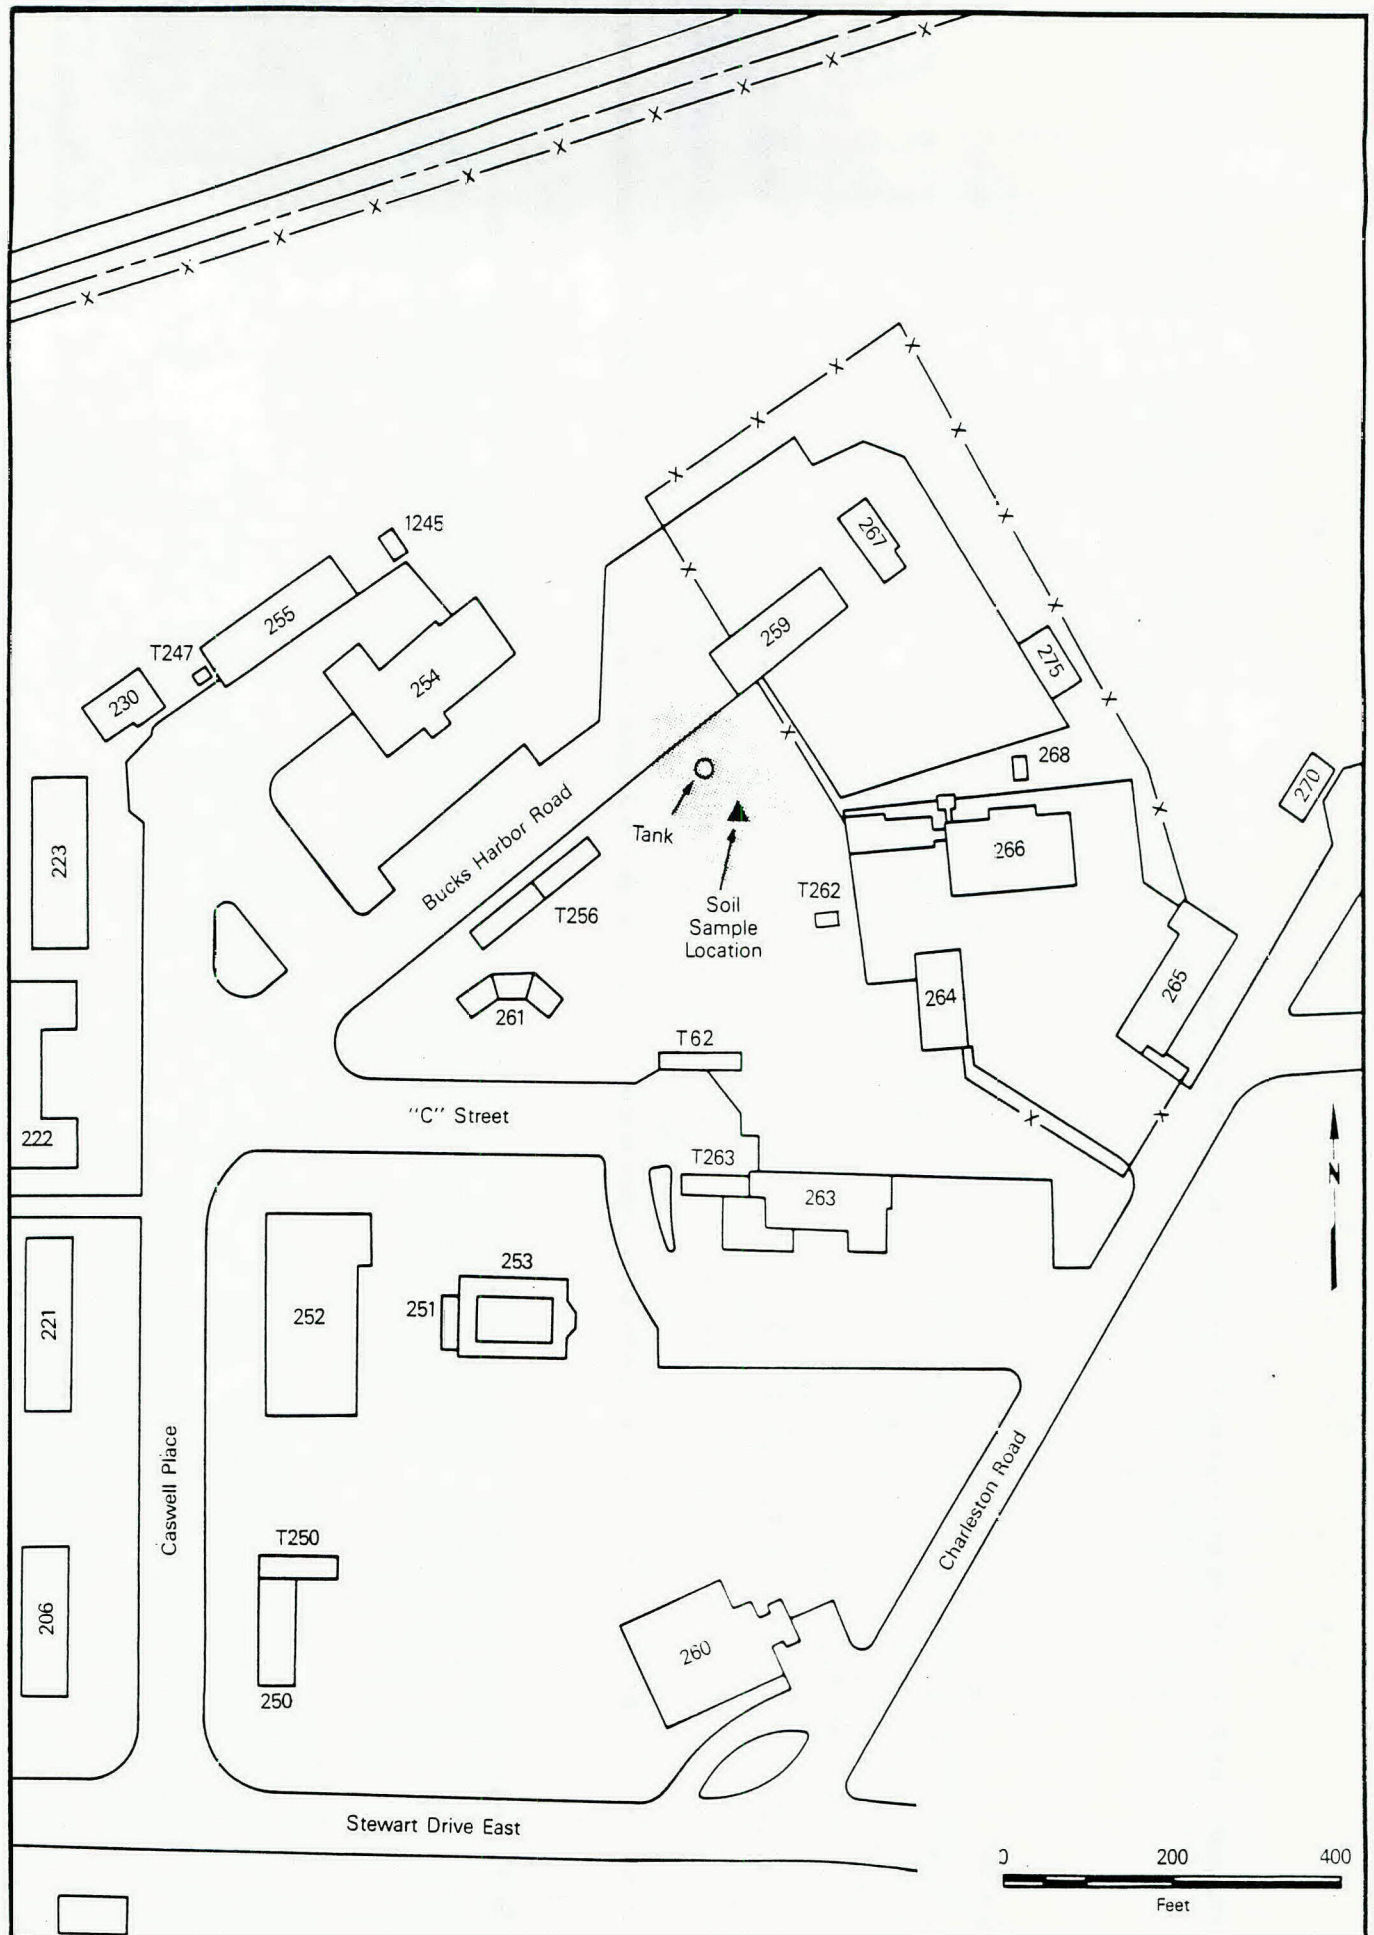 1245
267
255
259
T247
275
230
254
268
270
Bucks Harbor Road
Tank
223
266
T262
Soil
Sample
Location
T256
264
265
261
T62
"C" Street
222
T263
N
263
253
251
252
221
Caswell Place
Charleston Road
T250
206
260
250
Stewart Drive East
0 200 400
Feet